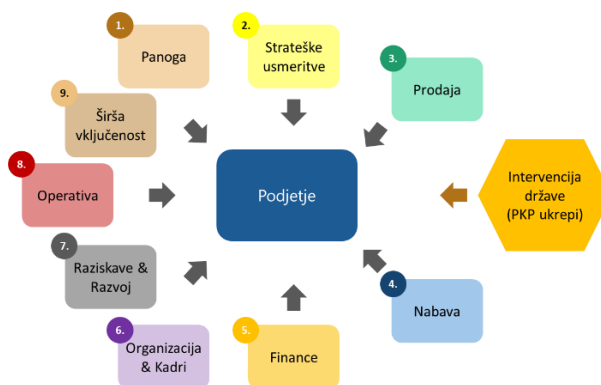 1.
Panoga
2.
Strateške
usmeritve
3.
Prodaja
9.
Širša
vključenost
8.
Operativa
Podjetje
Intervencija
države
(PKP ukrepi)
7.
Raziskave &
Razvoj
4.
Nabava
6.
Organizacija
& Kadri
5.
Finance